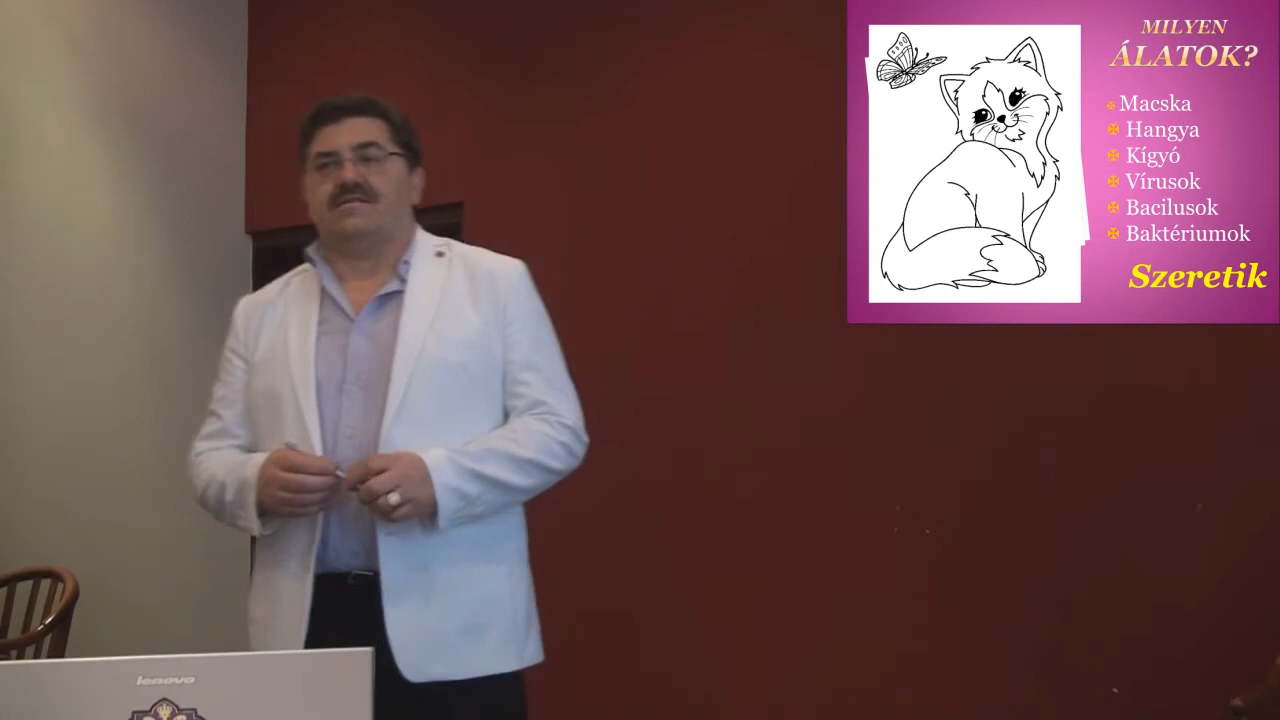 MILYEN
ÁLATOK?
Macska
Hangya
Kígyó
Vírusok
Bacilusok
Baktériumok
Szeretik
lenovo